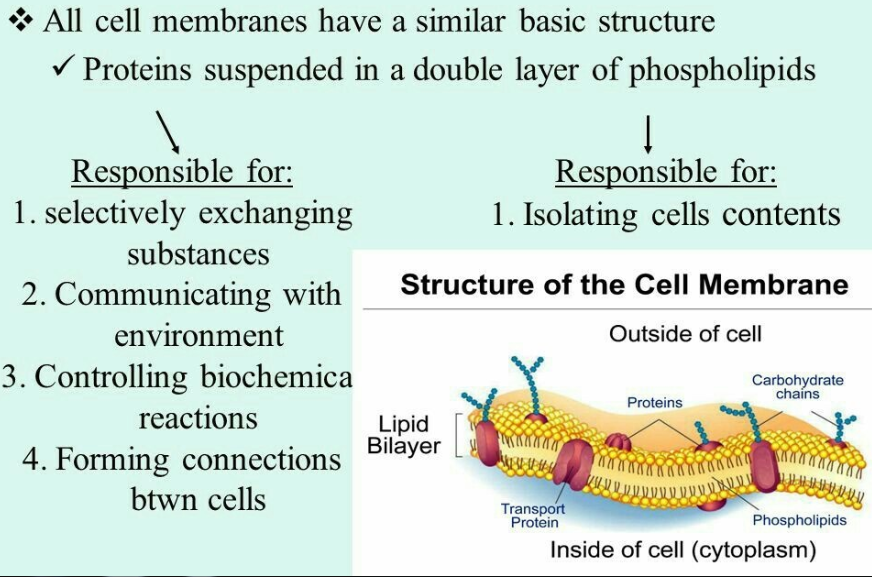 ❖ All cell membranes have a similar basic structure
✓ Proteins suspended in a double layer of phospholipids
Responsible for:
1. selectively exchanging
substances
2. Communicating with
environment
3. Controlling biochemica
reactions
4. Forming connections
btwn cells
Responsible for:
1. Isolating cells contents
Structure of the Cell Membrane
Outside of cell
Carbohydrate
chains
Proteins
Lipid
Bilayer
Transport
Protein
Phospholipids
Inside of cell (cytoplasm)